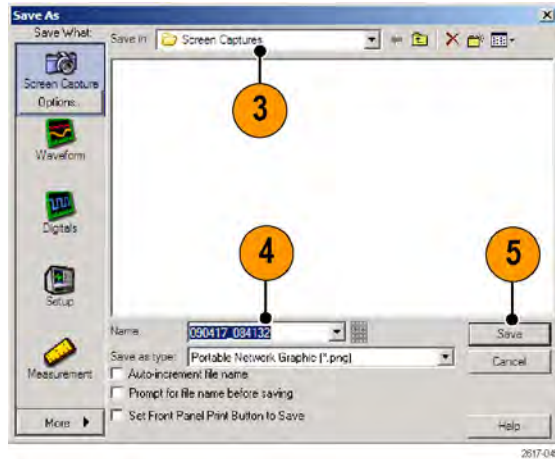 Save As
Save What:
Save in: Screen Captures
3
Screen Capture
Options...
Waveform
Digitals
4
5
Setup
Name: 090417_084132
Save
Save as type: Portable Network Graphic (*.png)
Cancel
Measurement
Auto-increment file name
Prompt for file name before saving
Set Front Panel Print Button to Save
More
Help
2617-04